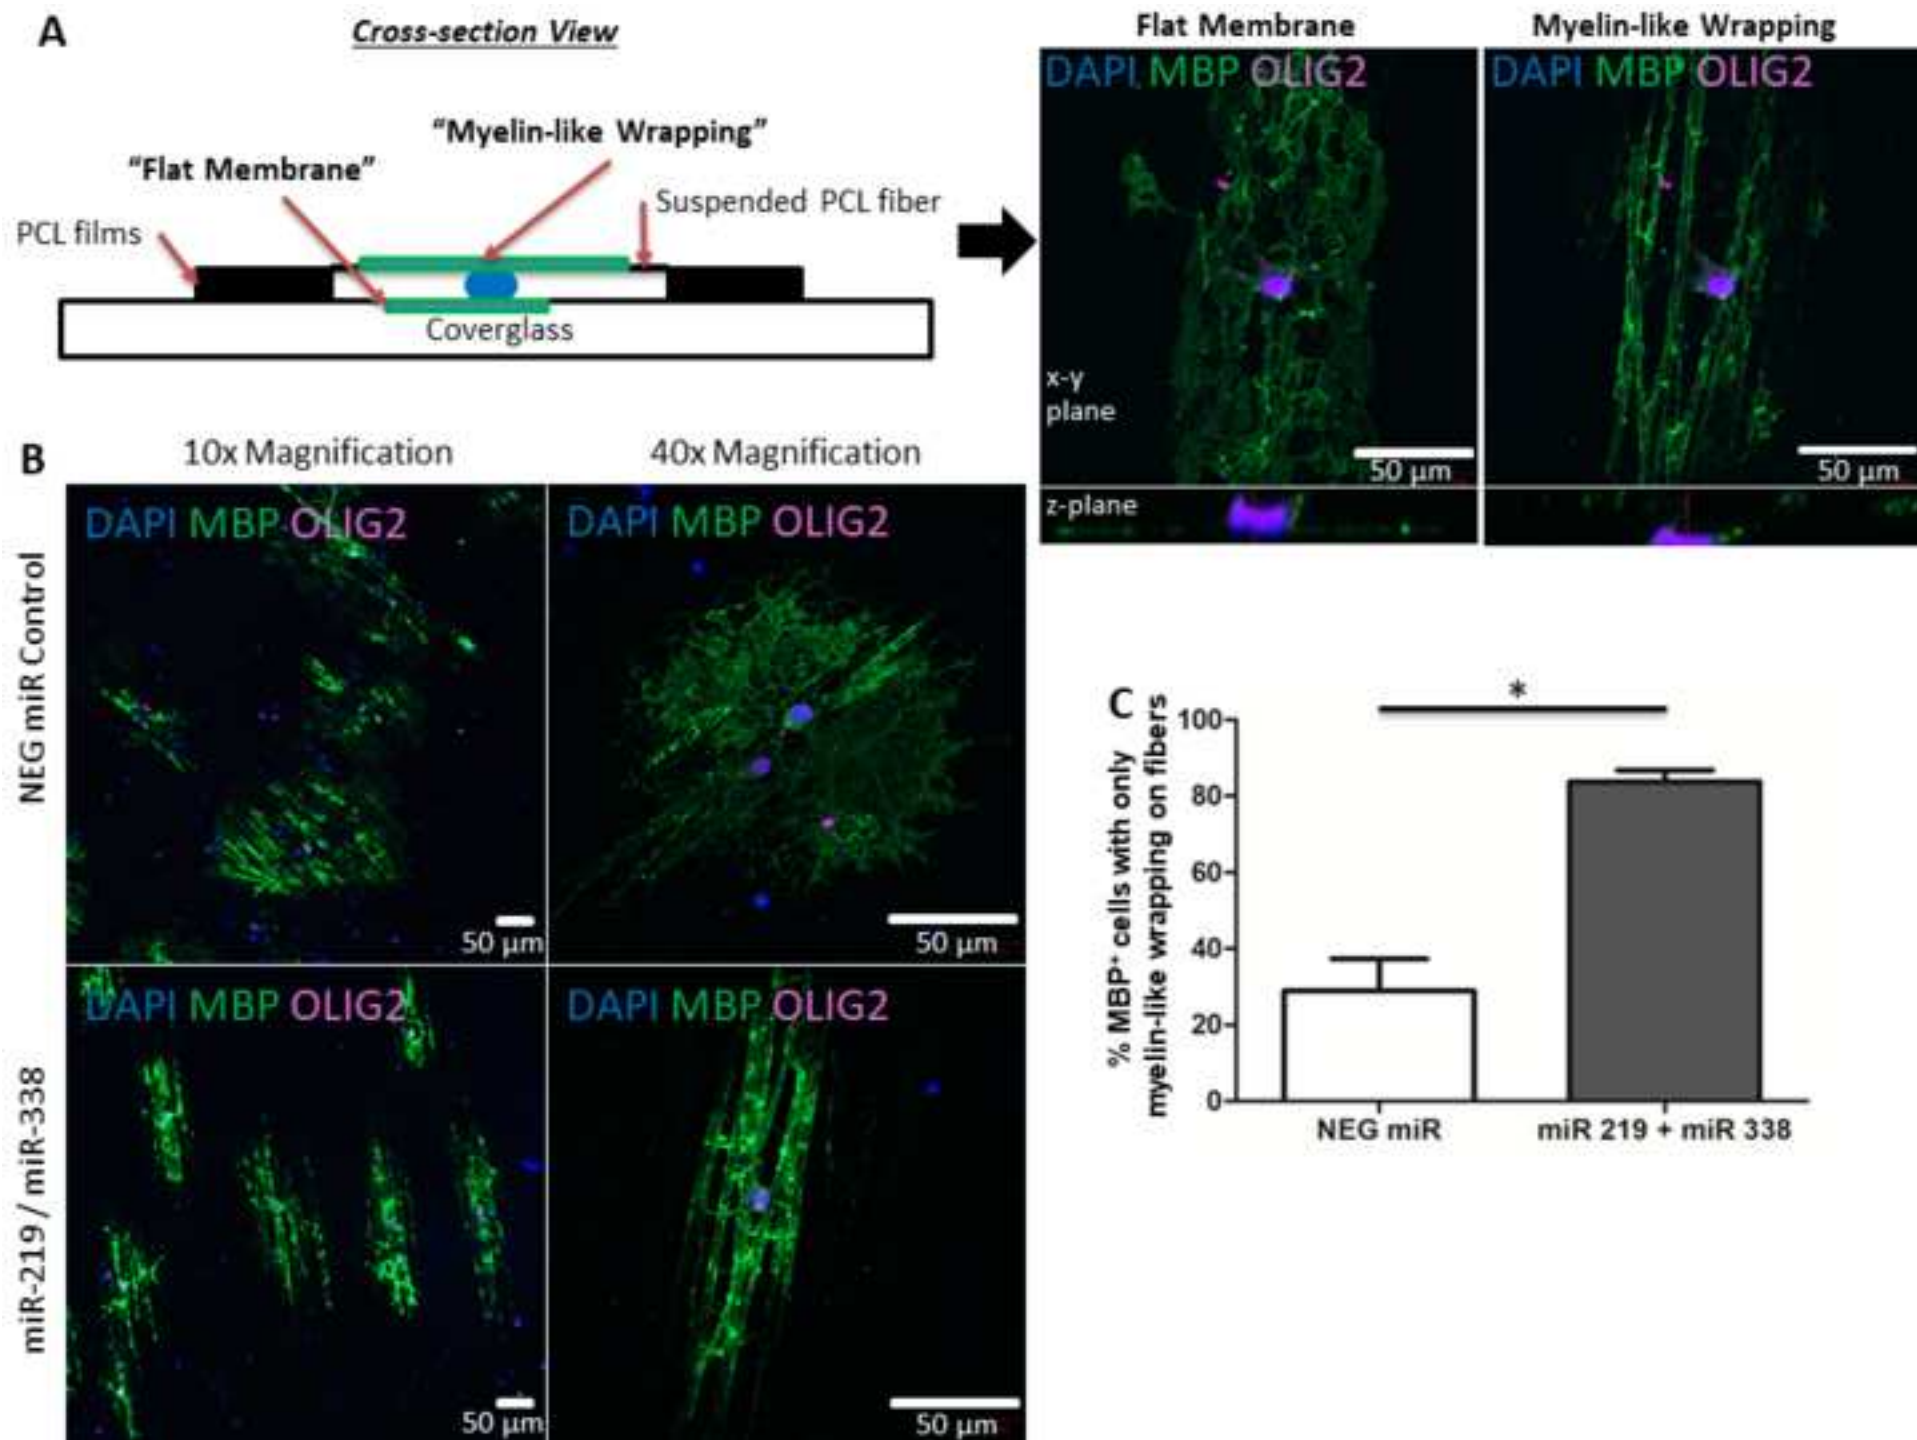 A
Cross-section View
"Myelin-like Wrapping"
"Flat Membrane"
Suspended PCL fiber
PCL films
Coverglass
Flat Membrane
Myelin-like Wrapping
DAPI MBP OLIG2
DAPI MBP OLIG2
x-y
plane
50 µm
50 µm
z-plane
B
10x Magnification
40x Magnification
NEG miR Control
DAPI MBP OLIG2
DAPI MBP OLIG2
50 µm
50 µm
miR-219 / miR-338
DAPI MBP OLIG2
DAPI MBP OLIG2
50 µm
50 µm
C
*
% MBP⁺ cells with only
myelin-like wrapping on fibers
100
80
60
40
20
0
NEG miR
miR 219 + miR 338